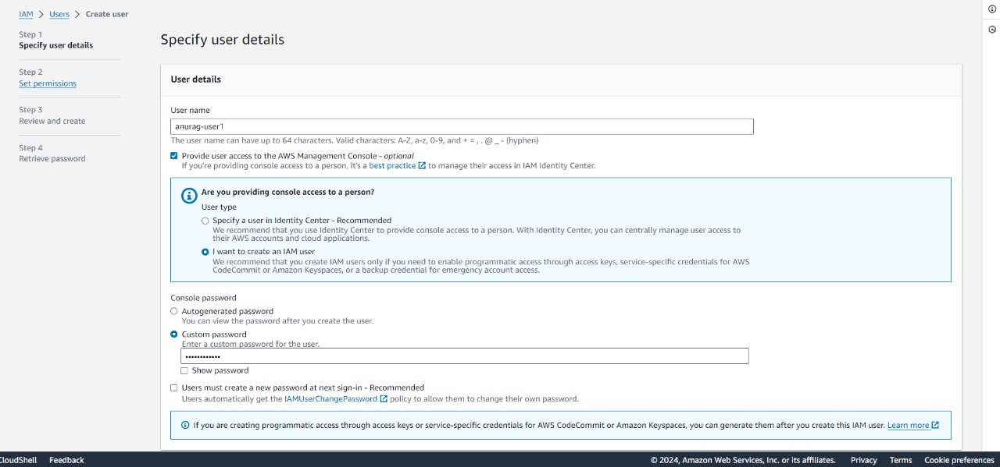 IAM > Users > Create user
Step 1
Specify user details
Step 2
Set permissions
Step 3
Review and create
Step 4
Retrieve password
Specify user details
User details
User name
anurag-user1
The user name can have up to 64 characters. Valid characters: A-Z, a-z, 0-9, and + = , . @ _ - (hyphen)
Provide user access to the AWS Management Console - optional
If you're providing console access to a person, it's a best practice to manage their access in IAM Identity Center.
Are you providing console access to a person?
User type
Specify a user in Identity Center - Recommended
We recommend that you use Identity Center to provide console access to a person. With Identity Center, you can centrally manage user access to
their AWS accounts and cloud applications.
I want to create an IAM user
We recommend that you create IAM users only if you need to enable programmatic access through access keys, service-specific credentials for AWS
CodeCommit or Amazon Keyspaces, or a backup credential for emergency account access.
Console password
Autogenerated password
You can view the password after you create the user.
Custom password
Enter a custom password for the user.
••••••••••••
Show password
Users must create a new password at next sign-in - Recommended
Users automatically get the IAMUserChangePassword policy to allow them to change their own password.
If you are creating programmatic access through access keys or service-specific credentials for AWS CodeCommit or Amazon Keyspaces, you can generate them after you create this IAM user. Learn more
CloudShell Feedback © 2024, Amazon Web Services, Inc. or its affiliates. Privacy Terms Cookie preferences